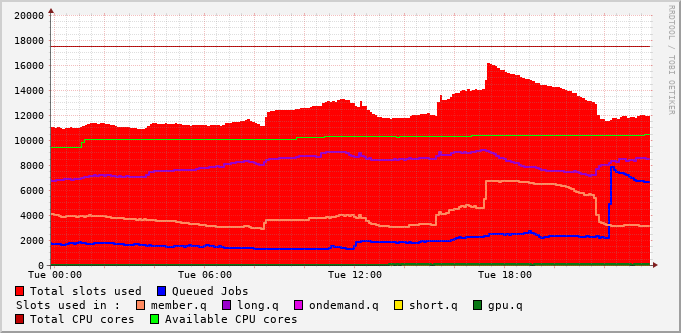 20000
18000
16000
14000
12000
10000
8000
6000
4000
2000
0
Tue 00:00 Tue 06:00 Tue 12:00 Tue 18:00
Total slots used Queued Jobs
Slots used in : member.q long.q ondemand.q short.q gpu.q
Total CPU cores Available CPU cores
RRDTOOL / TOBI OETIKER